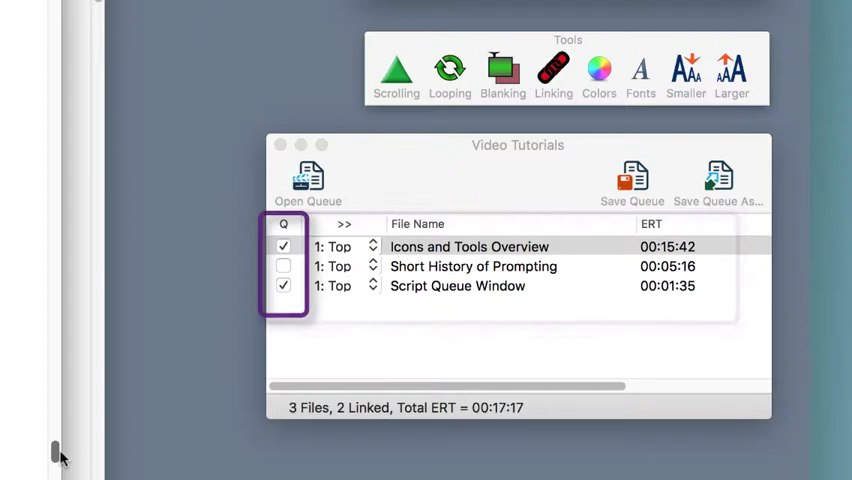 Tools
Scrolling Looping Blanking Linking Colors Fonts Smaller Larger
Video Tutorials
Open Queue Save Queue Save Queue As...
Q >> File Name ERT
1: Top Icons and Tools Overview 00:15:42
1: Top Short History of Prompting 00:05:16
1: Top Script Queue Window 00:01:35
3 Files, 2 Linked, Total ERT = 00:17:17